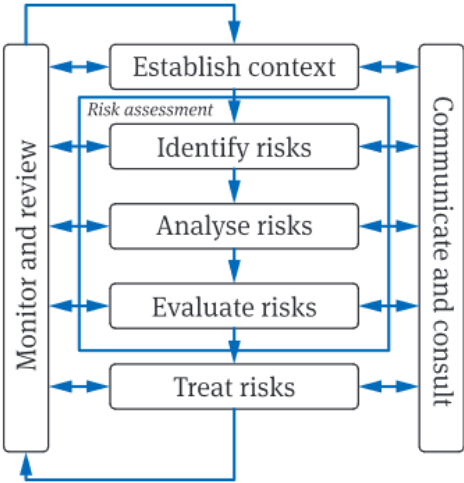 Establish context
Risk assessment
Identify risks
Analyse risks
Evaluate risks
Treat risks
Monitor and review
Communicate and consult